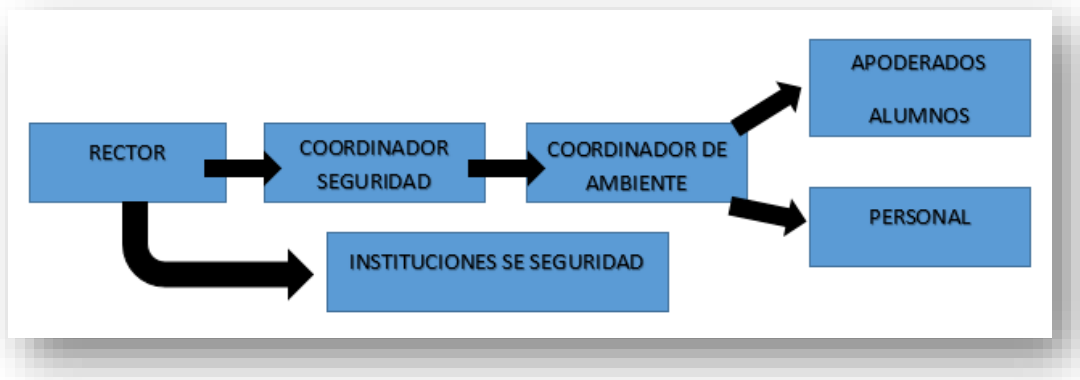 RECTOR
COORDINADOR
SEGURIDAD
COORDINADOR DE
AMBIENTE
APODERADOS
ALUMNOS
PERSONAL
INSTITUCIONES SE SEGURIDAD